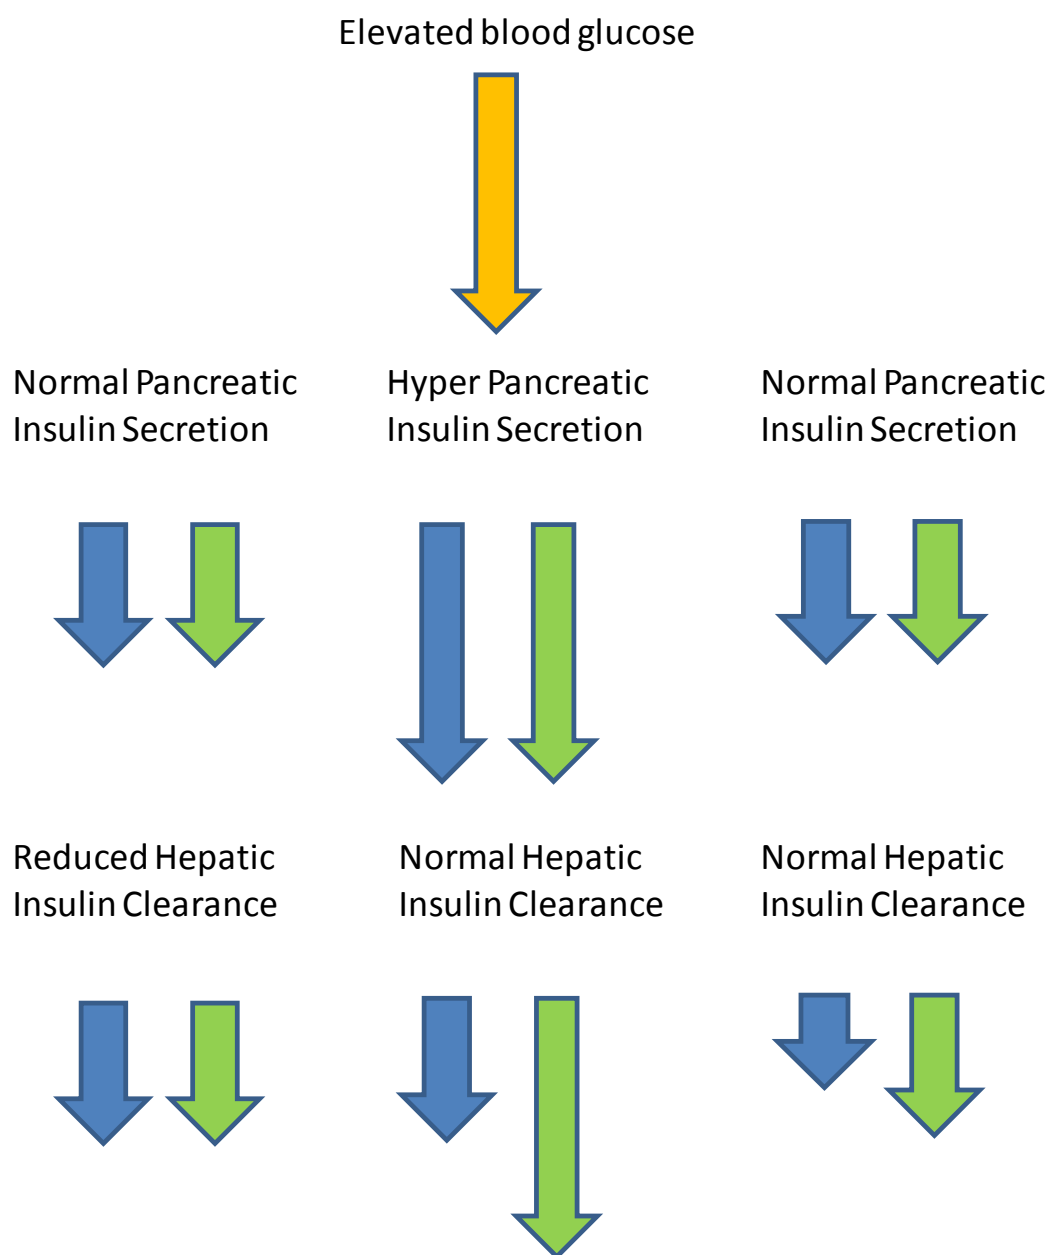 Elevated blood glucose
Normal Pancreatic
Insulin Secretion
Hyper Pancreatic
Insulin Secretion
Normal Pancreatic
Insulin Secretion
Reduced Hepatic
Insulin Clearance
Normal Hepatic
Insulin Clearance
Normal Hepatic
Insulin Clearance